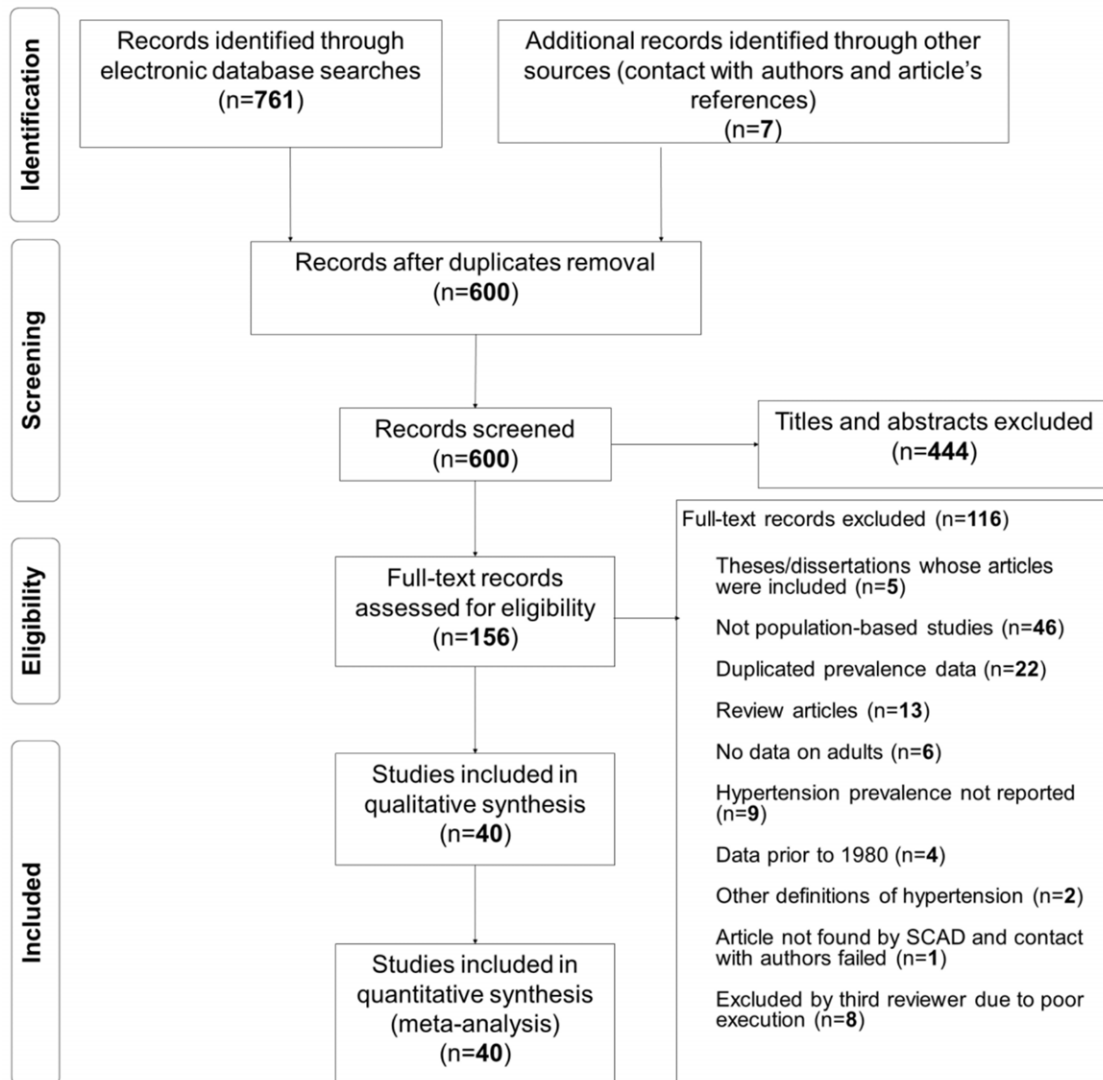 Identification
Records identified through
electronic database searches
(n=761)
Additional records identified through other
sources (contact with authors and article's
references)
(n=7)
Screening
Records after duplicates removal
(n=600)
Records screened
(n=600)
Titles and abstracts excluded
(n=444)
Eligibility
Full-text records
assessed for eligibility
(n=156)
Full-text records excluded (n=116)
Theses/dissertations whose articles
were included (n=5)
Not population-based studies (n=46)
Duplicated prevalence data (n=22)
Review articles (n=13)
No data on adults (n=6)
Hypertension prevalence not reported
(n=9)
Data prior to 1980 (n=4)
Other definitions of hypertension (n=2)
Article not found by SCAD and contact
with authors failed (n=1)
Excluded by third reviewer due to poor
execution (n=8)
Included
Studies included in
qualitative synthesis
(n=40)
Studies included in
quantitative synthesis
(meta-analysis)
(n=40)